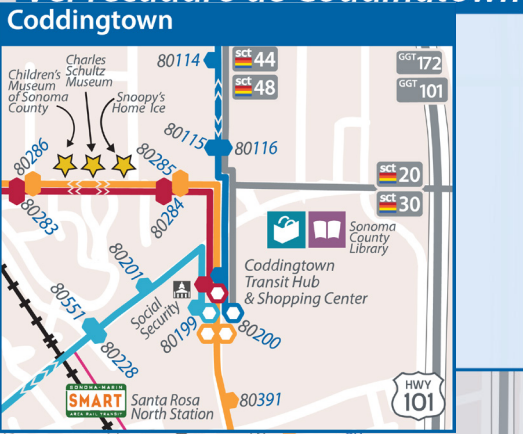 Coddingtown
80114
sct 44
sct 48
GGT 172
GGT 101
Children's
Museum
of Sonoma
County
Charles
Schultz
Museum
Snoopy's
Home Ice
80115
80116
80286
80285
sct 20
sct 30
80283
80284
Sonoma
County
Library
Coddingtown
Transit Hub
& Shopping Center
80201
Social
Security
80551
80199
80200
80228
SONOMA-MARIN
SMART
AREA RAIL TRANSIT
Santa Rosa
North Station
80391
HWY
101